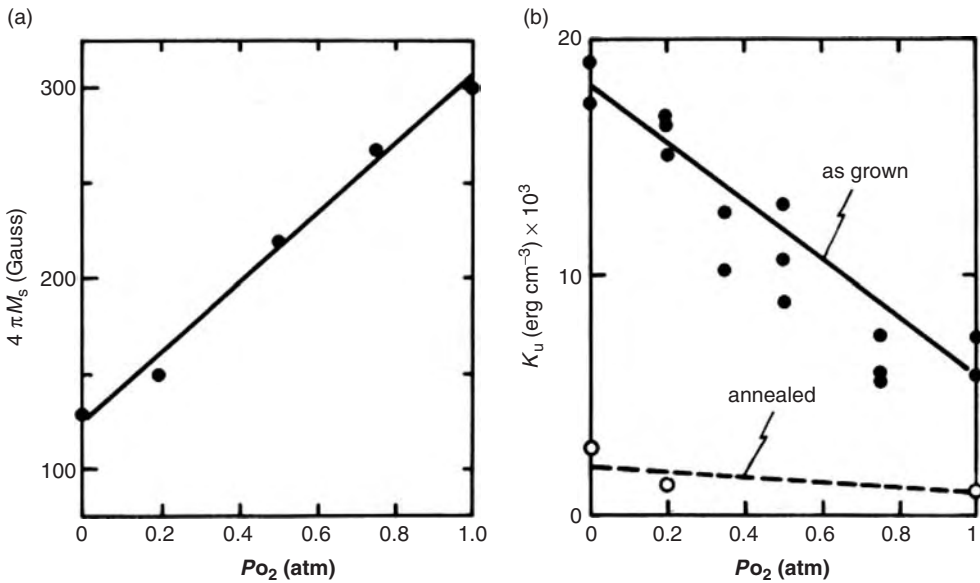 (a)
300
200
100
4 πMₛ (Gauss)
0 0.2 0.4 0.6 0.8 1.0
Po₂ (atm)
(b)
20
10
0
Kᵤ (erg cm⁻³) × 10³
as grown
annealed
0 0.2 0.4 0.6 0.8 1
Po₂ (atm)